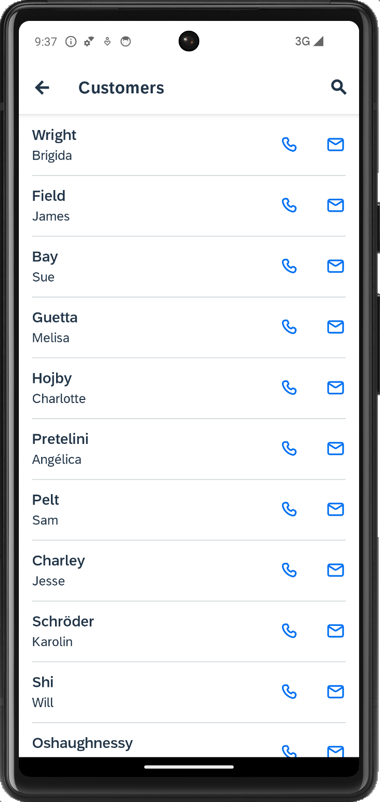 9:37
3G
Customers
Wright
Brigida
Field
James
Bay
Sue
Guetta
Melisa
Hojby
Charlotte
Pretelini
Angélica
Pelt
Sam
Charley
Jesse
Schröder
Karolin
Shi
Will
Oshaughnessy